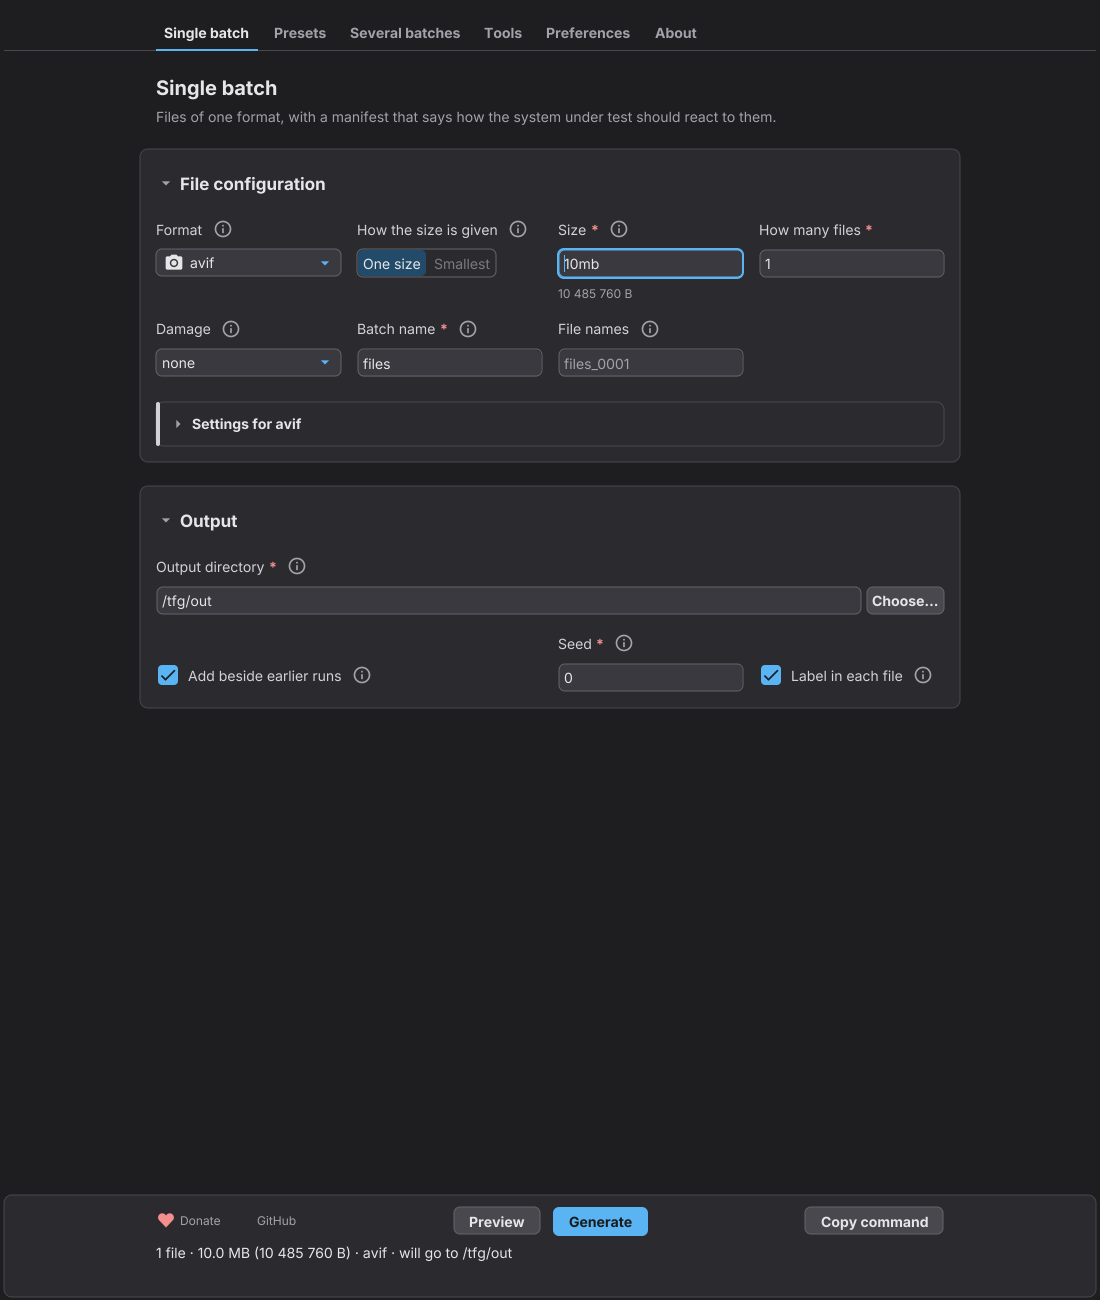 Single batch Presets Several batches Tools Preferences About
Single batch
Files of one format, with a manifest that says how the system under test should react to them.
File configuration
Format How the size is given Size * How many files *
avif One size Smallest 10mb 1
10 485 760 B
Damage Batch name * File names
none files files_0001
Settings for avif
Output
Output directory *
/tfg/out Choose...
Seed *
Add beside earlier runs 0 Label in each file
Donate GitHub Preview Generate Copy command
1 file · 10.0 MB (10 485 760 B) · avif · will go to /tfg/out